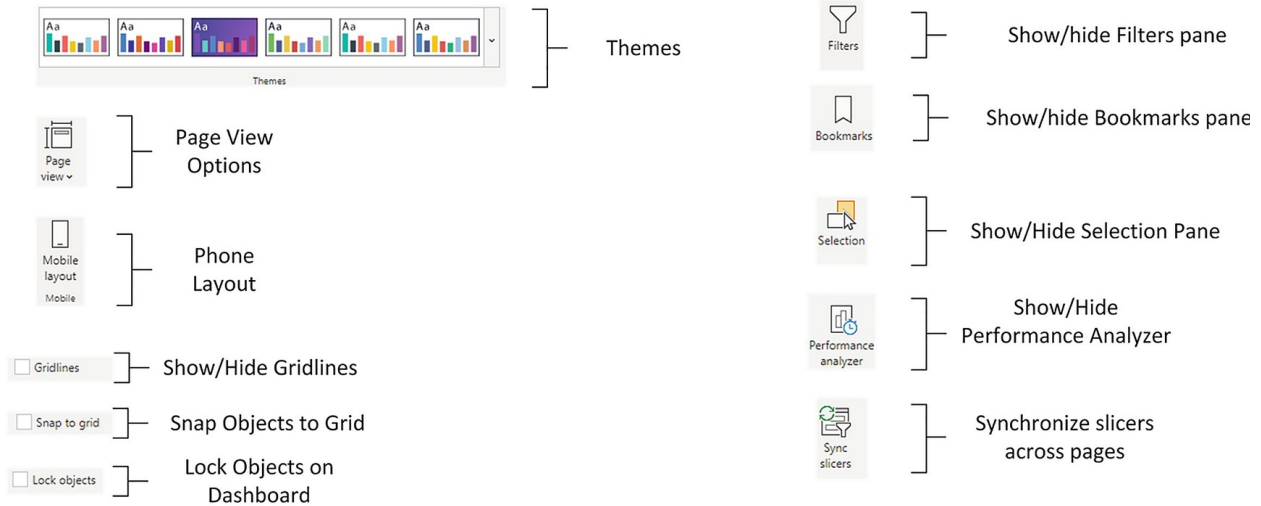 Aa Aa Aa Aa Aa Aa
Themes
Themes
Page
view
Page View
Options
Mobile
layout
Mobile
Phone
Layout
Gridlines
Show/Hide Gridlines
Snap to grid
Snap Objects to Grid
Lock objects
Lock Objects on
Dashboard
Filters
Show/hide Filters pane
Bookmarks
Show/hide Bookmarks pane
Selection
Show/Hide Selection Pane
Performance
analyzer
Show/Hide
Performance Analyzer
Sync
slicers
Synchronize slicers
across pages